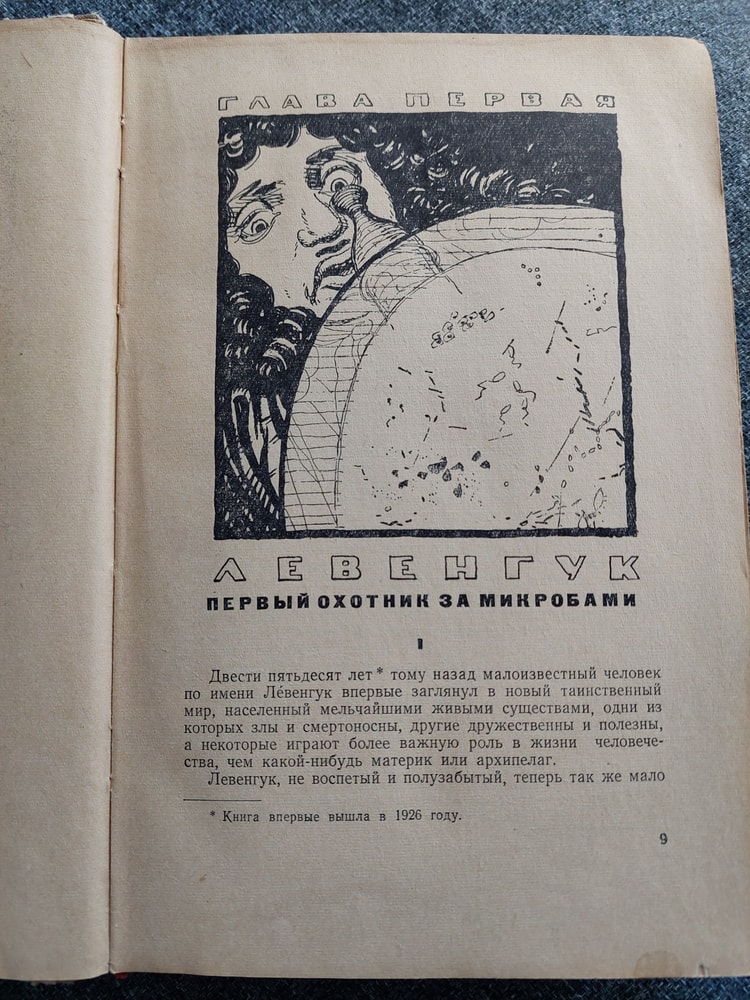 ГЛАВА ПЕРВАЯ
ЛЕВЕНГУК
ПЕРВЫЙ ОХОТНИК ЗА МИКРОБАМИ
I
Двести пятьдесят лет * тому назад малоизвестный человек
по имени Ле́венгук впервые заглянул в новый таинственный
мир, населенный мельчайшими живыми существами, одни из
которых злы и смертоносны, другие дружественны и полезны,
а некоторые играют более важную роль в жизни человече-
ства, чем какой-нибудь материк или архипелаг.
Левенгук, не воспетый и полузабытый, теперь так же мало
* Книга впервые вышла в 1926 году.
9